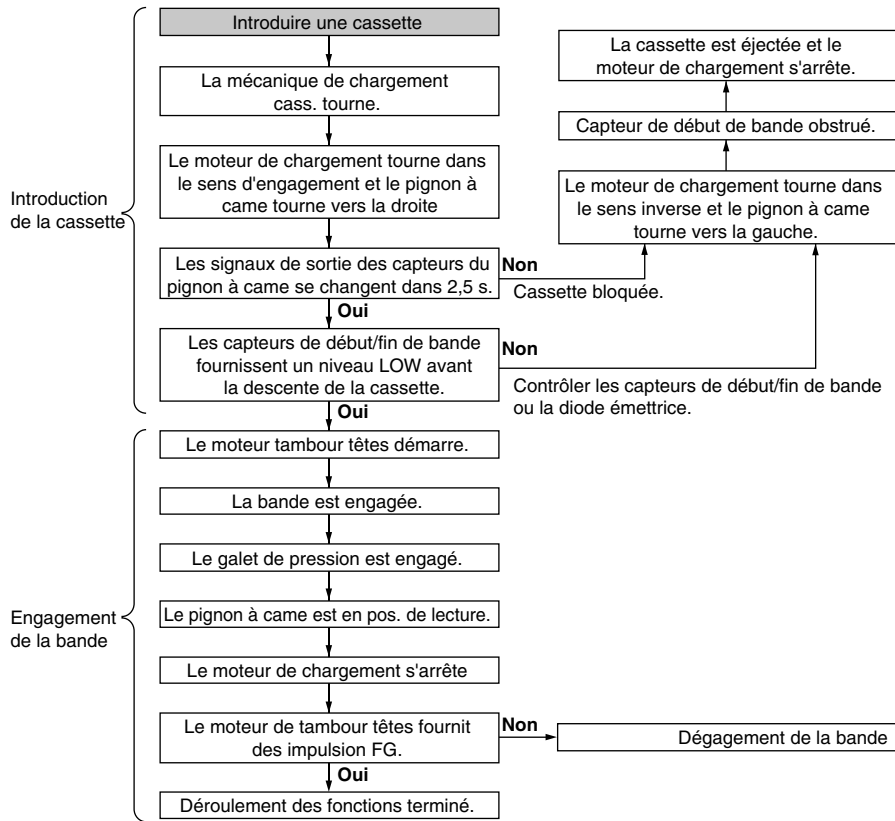 Introduire une cassette
La mécanique de chargement
cass. tourne.
Le moteur de chargement tourne dans
le sens d'engagement et le pignon à
came tourne vers la droite
Introduction
de la cassette
Les signaux de sortie des capteurs du
pignon à came se changent dans 2,5 s.
Non
Cassette bloquée.
Oui
Les capteurs de début/fin de bande
fournissent un niveau LOW avant
la descente de la cassette.
Non
Contrôler les capteurs de début/fin de bande
ou la diode émettrice.
Oui
La cassette est éjectée et le
moteur de chargement s'arrête.
Capteur de début de bande obstrué.
Le moteur de chargement tourne dans
le sens inverse et le pignon à came
tourne vers la gauche.
Le moteur tambour têtes démarre.
La bande est engagée.
Le galet de pression est engagé.
Engagement
de la bande
Le pignon à came est en pos. de lecture.
Le moteur de chargement s'arrête
Le moteur de tambour têtes fournit
des impulsion FG.
Non
Dégagement de la bande
Oui
Déroulement des fonctions terminé.